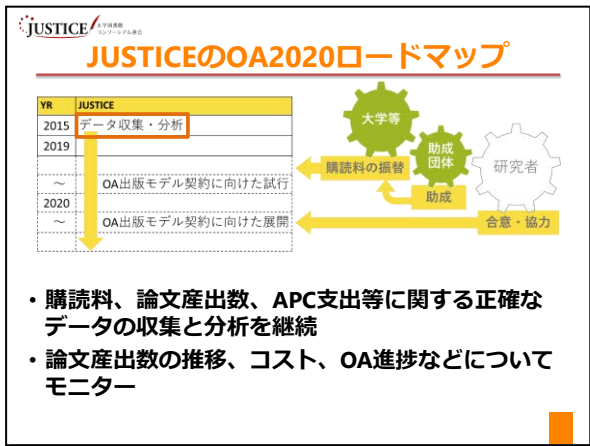 JUSTICE
大学図書館
コンソーシアム連合
JUSTICEのOA2020ロードマップ
YR JUSTICE
2015 データ収集・分析
2019
～ OA出版モデル契約に向けた試行
2020
～ OA出版モデル契約に向けた展開
大学等
助成
団体
研究者
購読料の振替
助成
合意・協力
・購読料、論文産出数、APC支出等に関する正確な
データの収集と分析を継続
・論文産出数の推移、コスト、OA進捗などについて
モニター